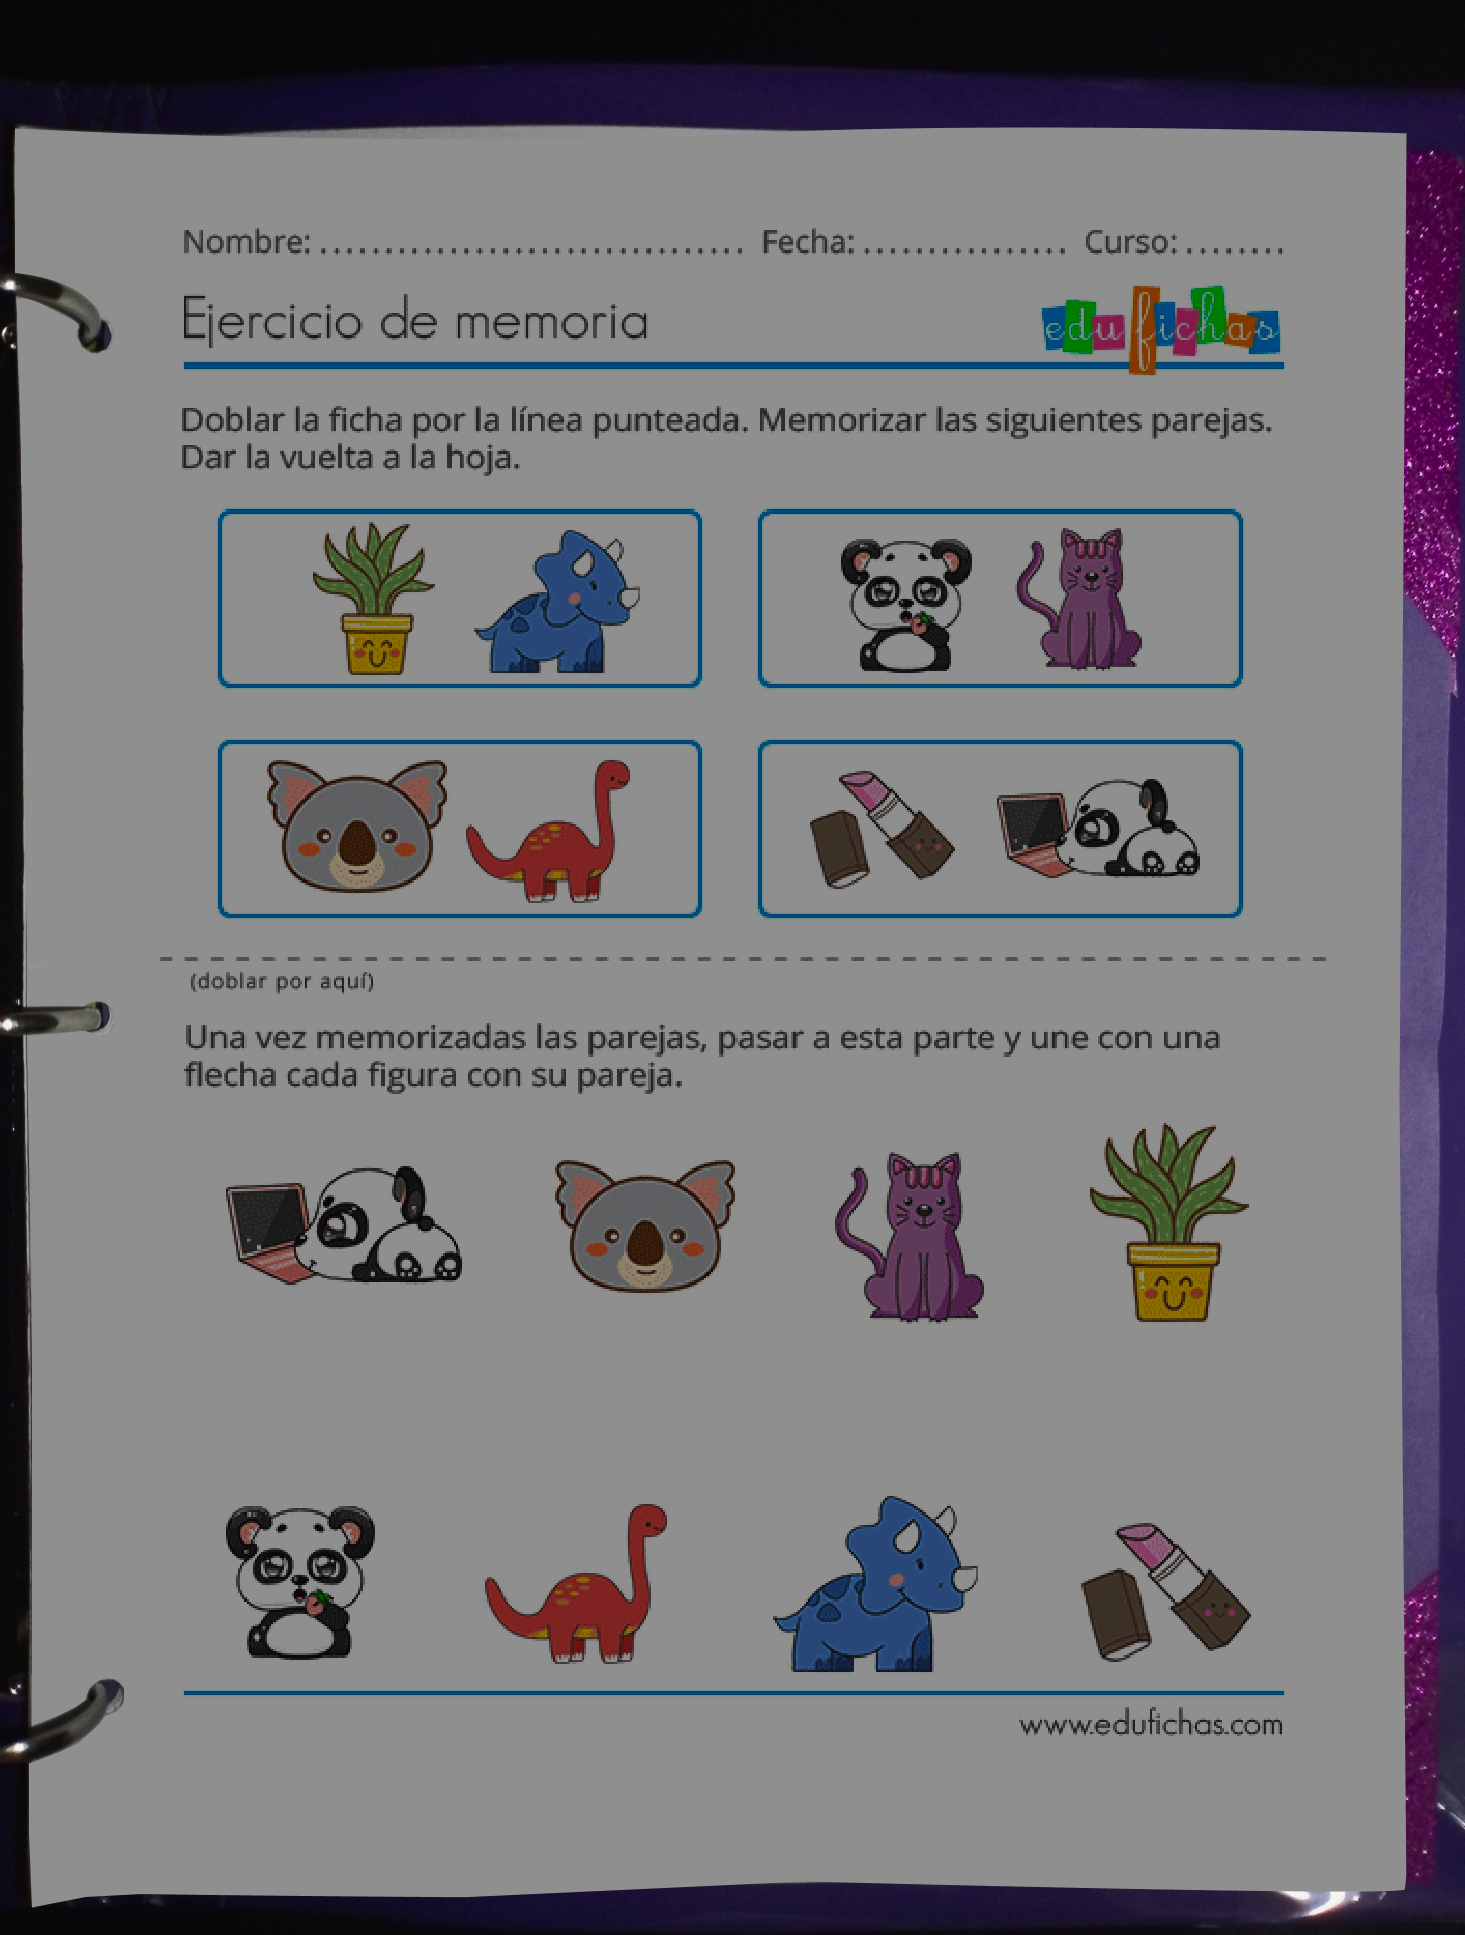 Nombre: ................................. Fecha: ................ Curso: ........
Ejercicio de memoria
edufichas
Doblar la ficha por la línea punteada. Memorizar las siguientes parejas.
Dar la vuelta a la hoja.
(doblar por aquí)
Una vez memorizadas las parejas, pasar a esta parte y une con una
flecha cada figura con su pareja.
www.edufichas.com